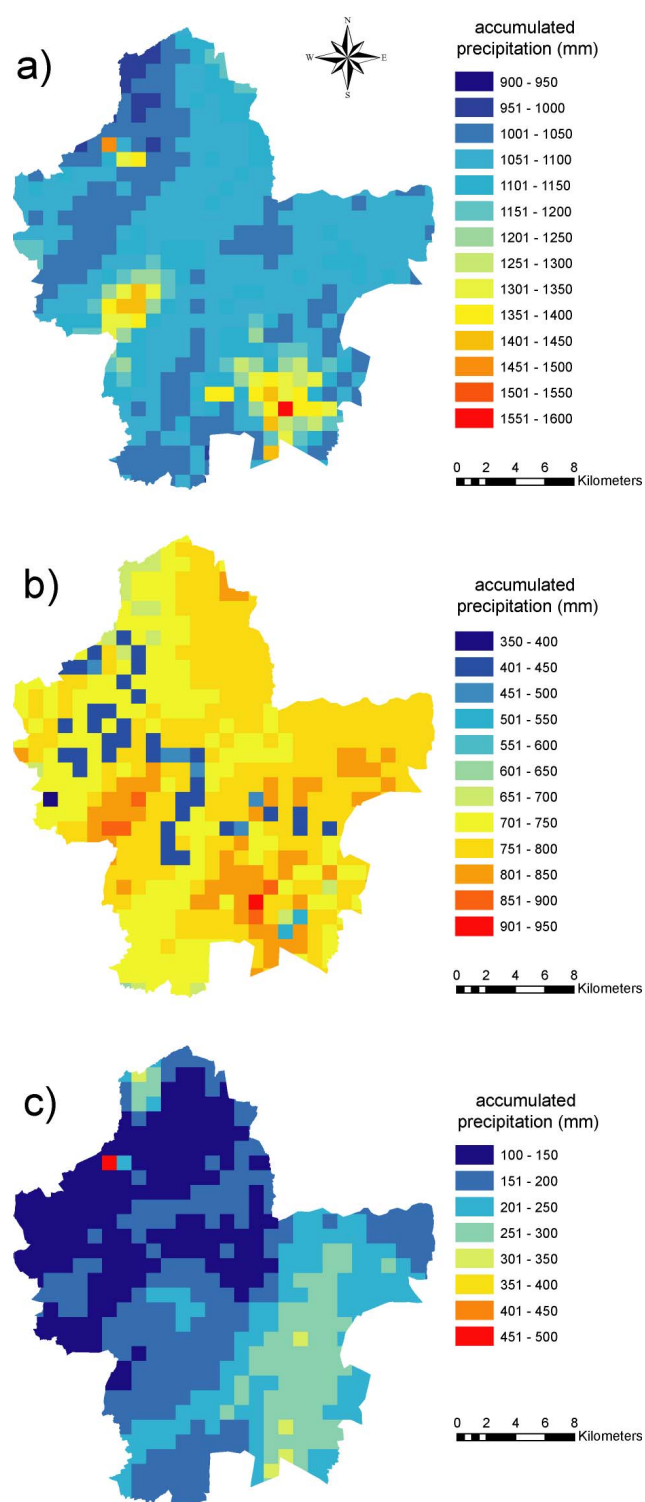 a)
N
W E
S
accumulated
precipitation (mm)
900 - 950
951 - 1000
1001 - 1050
1051 - 1100
1101 - 1150
1151 - 1200
1201 - 1250
1251 - 1300
1301 - 1350
1351 - 1400
1401 - 1450
1451 - 1500
1501 - 1550
1551 - 1600
0 2 4 6 8
Kilometers
b)
accumulated
precipitation (mm)
350 - 400
401 - 450
451 - 500
501 - 550
551 - 600
601 - 650
651 - 700
701 - 750
751 - 800
801 - 850
851 - 900
901 - 950
0 2 4 6 8
Kilometers
c)
accumulated
precipitation (mm)
100 - 150
151 - 200
201 - 250
251 - 300
301 - 350
351 - 400
401 - 450
451 - 500
0 2 4 6 8
Kilometers